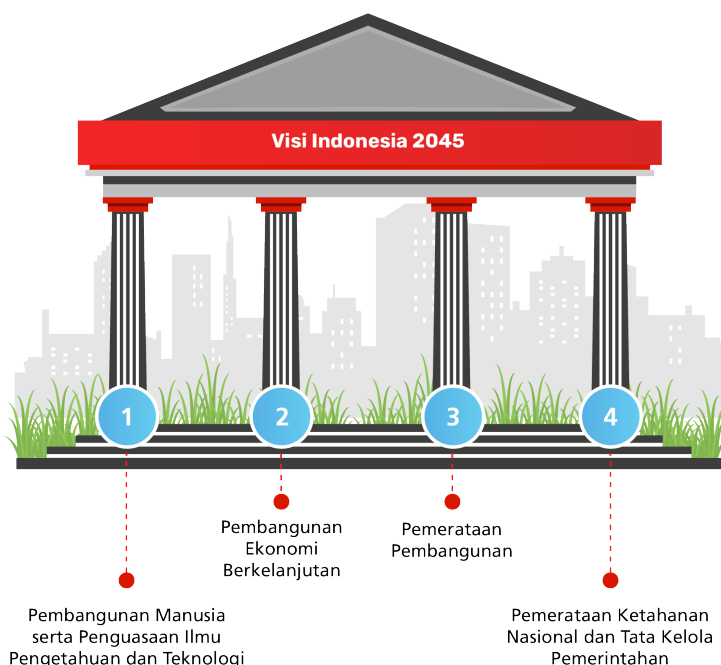 Visi Indonesia 2045
1
2
3
4
Pembangunan
Ekonomi
Berkelanjutan
Pemerataan
Pembangunan
Pembangunan Manusia
serta Penguasaan Ilmu
Pengetahuan dan Teknologi
Pemerataan Ketahanan
Nasional dan Tata Kelola
Pemerintahan